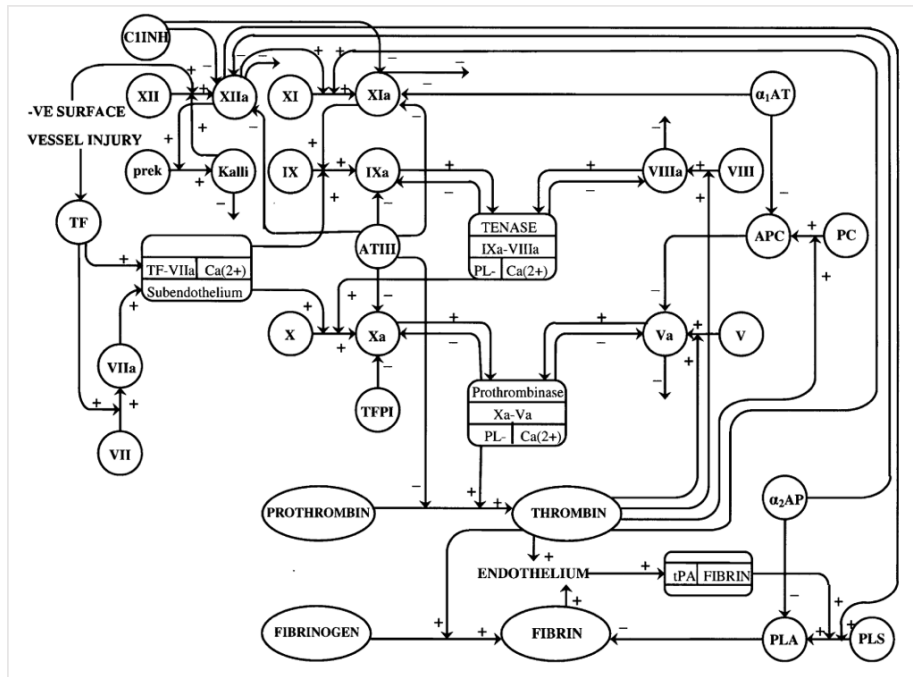 C1INH
XII
XIIa
XI
XIa
α₁AT
-VE SURFACE
VESSEL INJURY
prek
Kalli
IX
IXa
VIIIa
VIII
TF
ATIII
TENASE
IXa-VIIIa
PL- Ca(2+)
APC
PC
TF-VIIa Ca(2+)
Subendothelium
X
Xa
Va
V
VIIa
TFPI
Prothrombinase
Xa-Va
PL- Ca(2+)
VII
PROTHROMBIN
THROMBIN
α₂AP
ENDOTHELIUM
tPA FIBRIN
FIBRINOGEN
FIBRIN
PLA
PLS